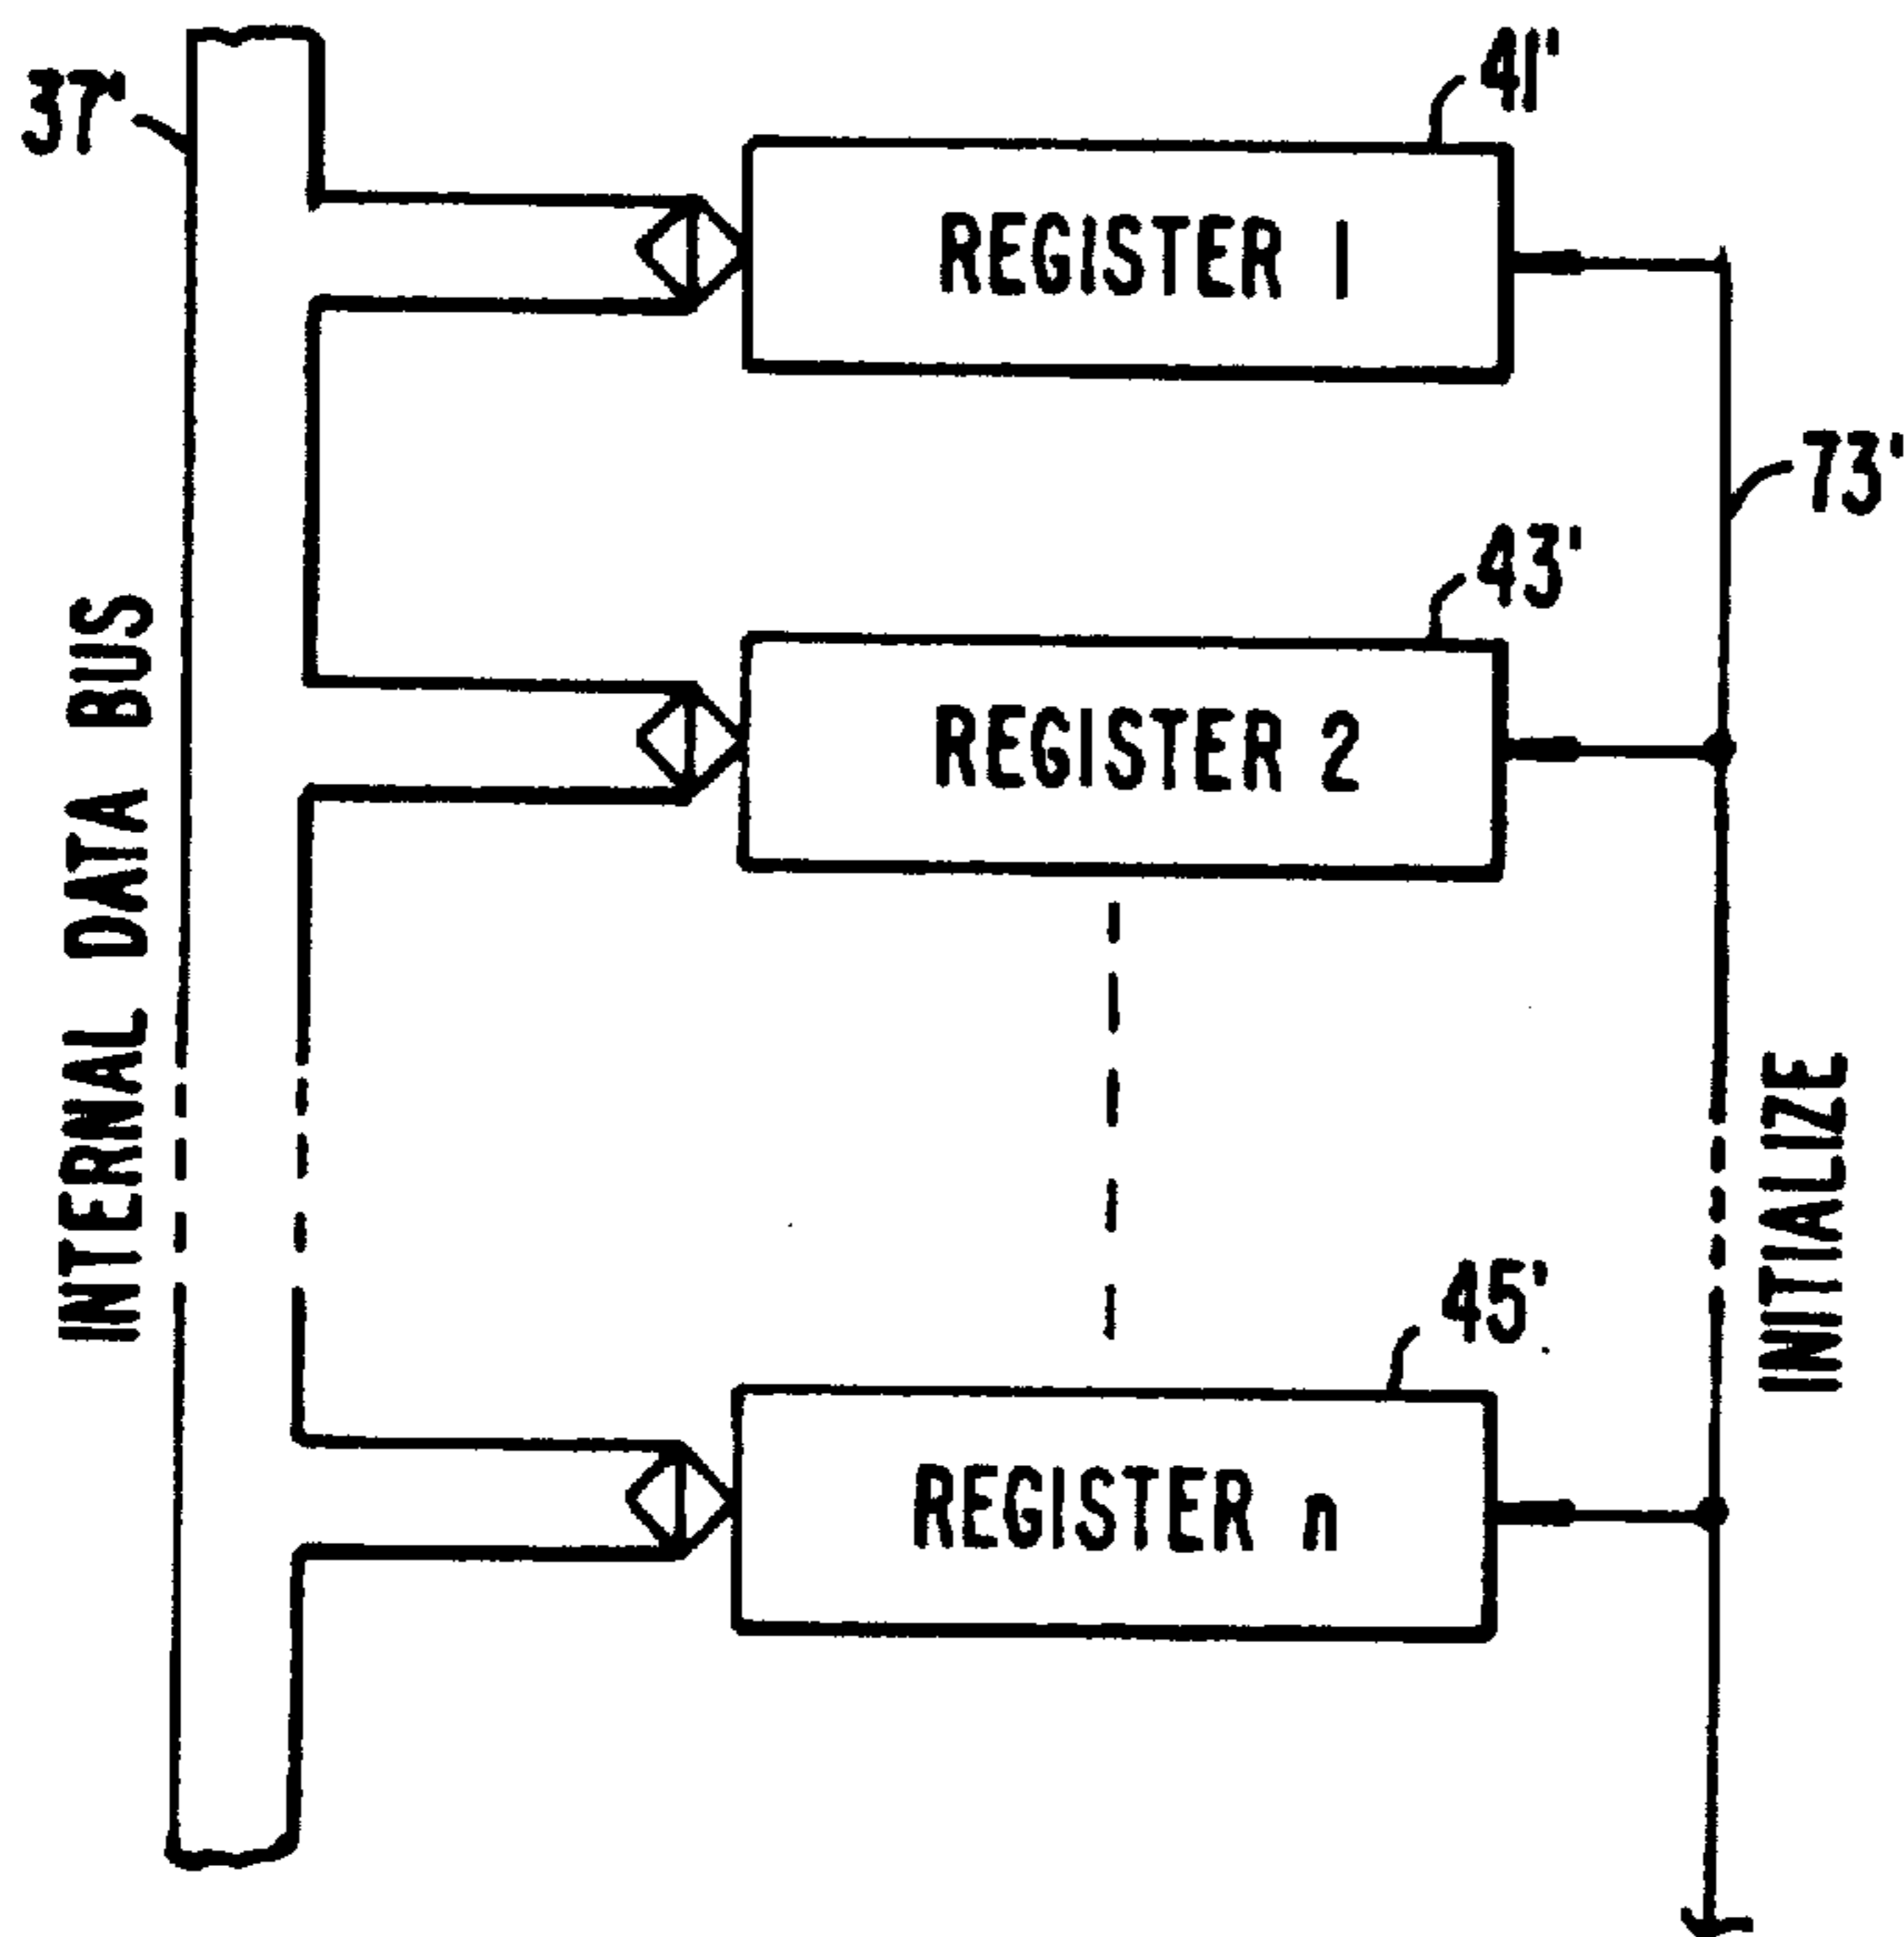 37'
41'
REGISTER 1
73'
43'
REGISTER 2
INTERNAL DATA BUS
INITIALIZE
45'
REGISTER n